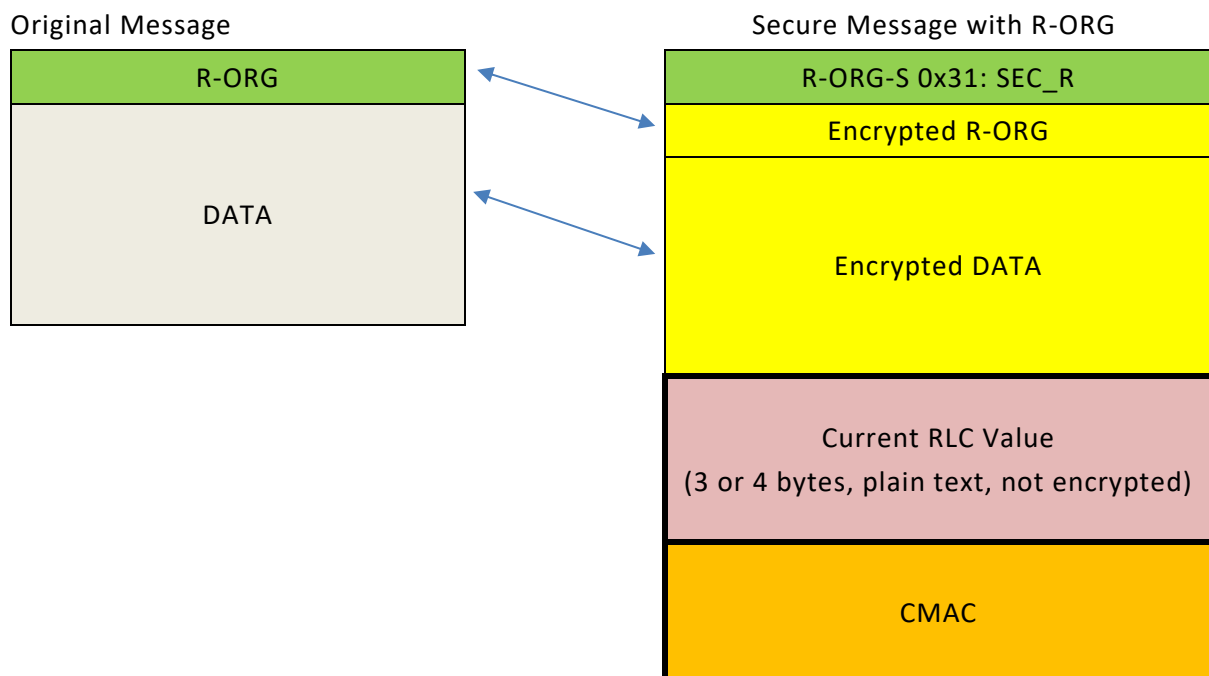 Original Message
Secure Message with R-ORG
R-ORG
R-ORG-S 0x31: SEC_R
Encrypted R-ORG
DATA
Encrypted DATA
Current RLC Value
(3 or 4 bytes, plain text, not encrypted)
CMAC